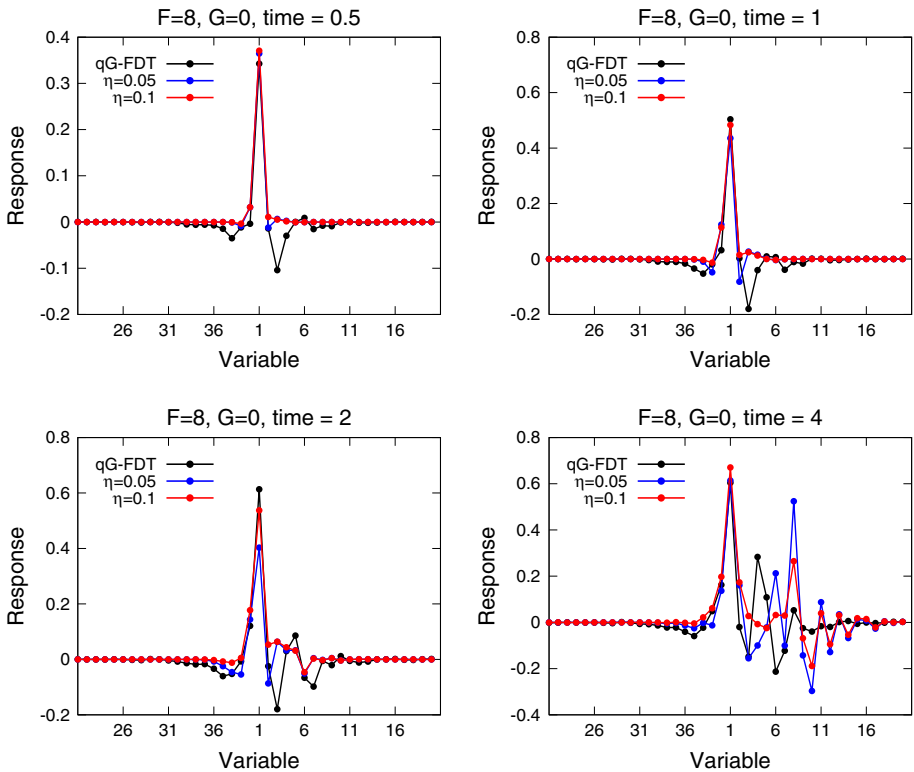 F=8, G=0, time = 0.5
0.4
0.3
0.2
0.1
0
-0.1
-0.2
Response
qG-FDT
η=0.05
η=0.1
26 31 36 1 6 11 16
Variable
F=8, G=0, time = 1
0.8
0.6
0.4
0.2
0
-0.2
Response
qG-FDT
η=0.05
η=0.1
26 31 36 1 6 11 16
Variable
F=8, G=0, time = 2
0.8
0.6
0.4
0.2
0
-0.2
Response
qG-FDT
η=0.05
η=0.1
26 31 36 1 6 11 16
Variable
F=8, G=0, time = 4
0.8
0.6
0.4
0.2
0
-0.2
-0.4
Response
qG-FDT
η=0.05
η=0.1
26 31 36 1 6 11 16
Variable